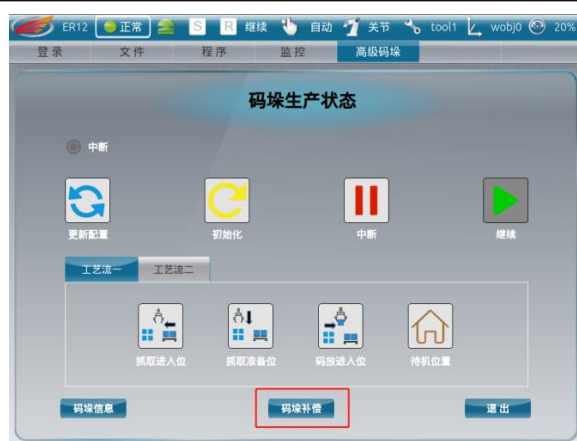 ER12 正常 S R 继续 自动 关节 tool1 wobj0 20%
登录 文件 程序 监控 高级码垛
码垛生产状态
中断
更新配置 初始化 中断 继续
工艺流一 工艺流二
抓取进入位 抓取准备位 码放进入位 待机位置
码垛信息 码垛补偿 退出